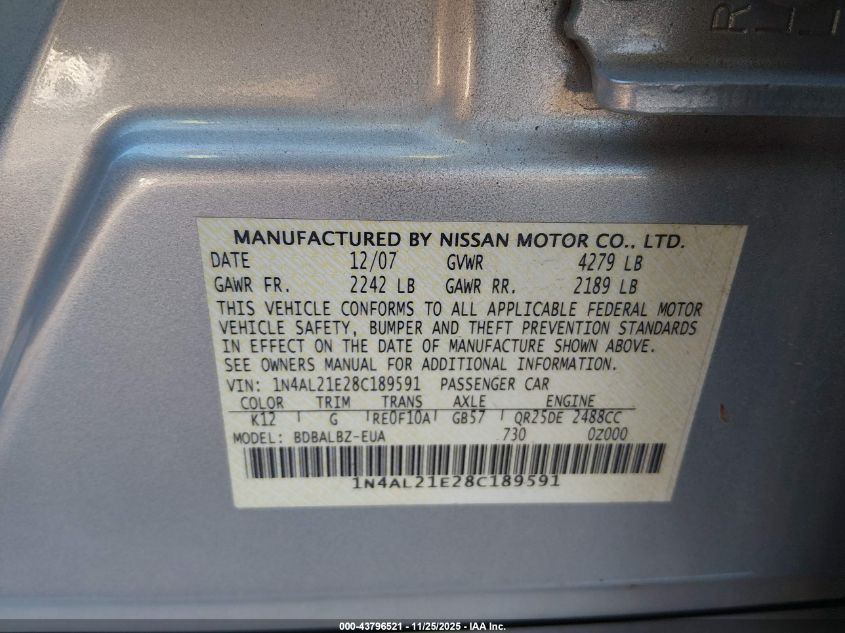 R
MANUFACTURED BY NISSAN MOTOR CO., LTD.
DATE 12/07 GVWR 4279 LB
GAWR FR. 2242 LB GAWR RR. 2189 LB
THIS VEHICLE CONFORMS TO ALL APPLICABLE FEDERAL MOTOR
VEHICLE SAFETY, BUMPER AND THEFT PREVENTION STANDARDS
IN EFFECT ON THE DATE OF MANUFACTURE SHOWN ABOVE.
SEE OWNERS MANUAL FOR ADDITIONAL INFORMATION.
VIN: 1N4AL21E28C189591 PASSENGER CAR
COLOR TRIM TRANS AXLE ENGINE
K12 G RE0F10A GB57 QR25DE 2488CC
MODEL: BDBALBZ-EUA 730 0Z000
1N4AL21E28C189591
000-43796521 - 11/25/2025 - IAA Inc.